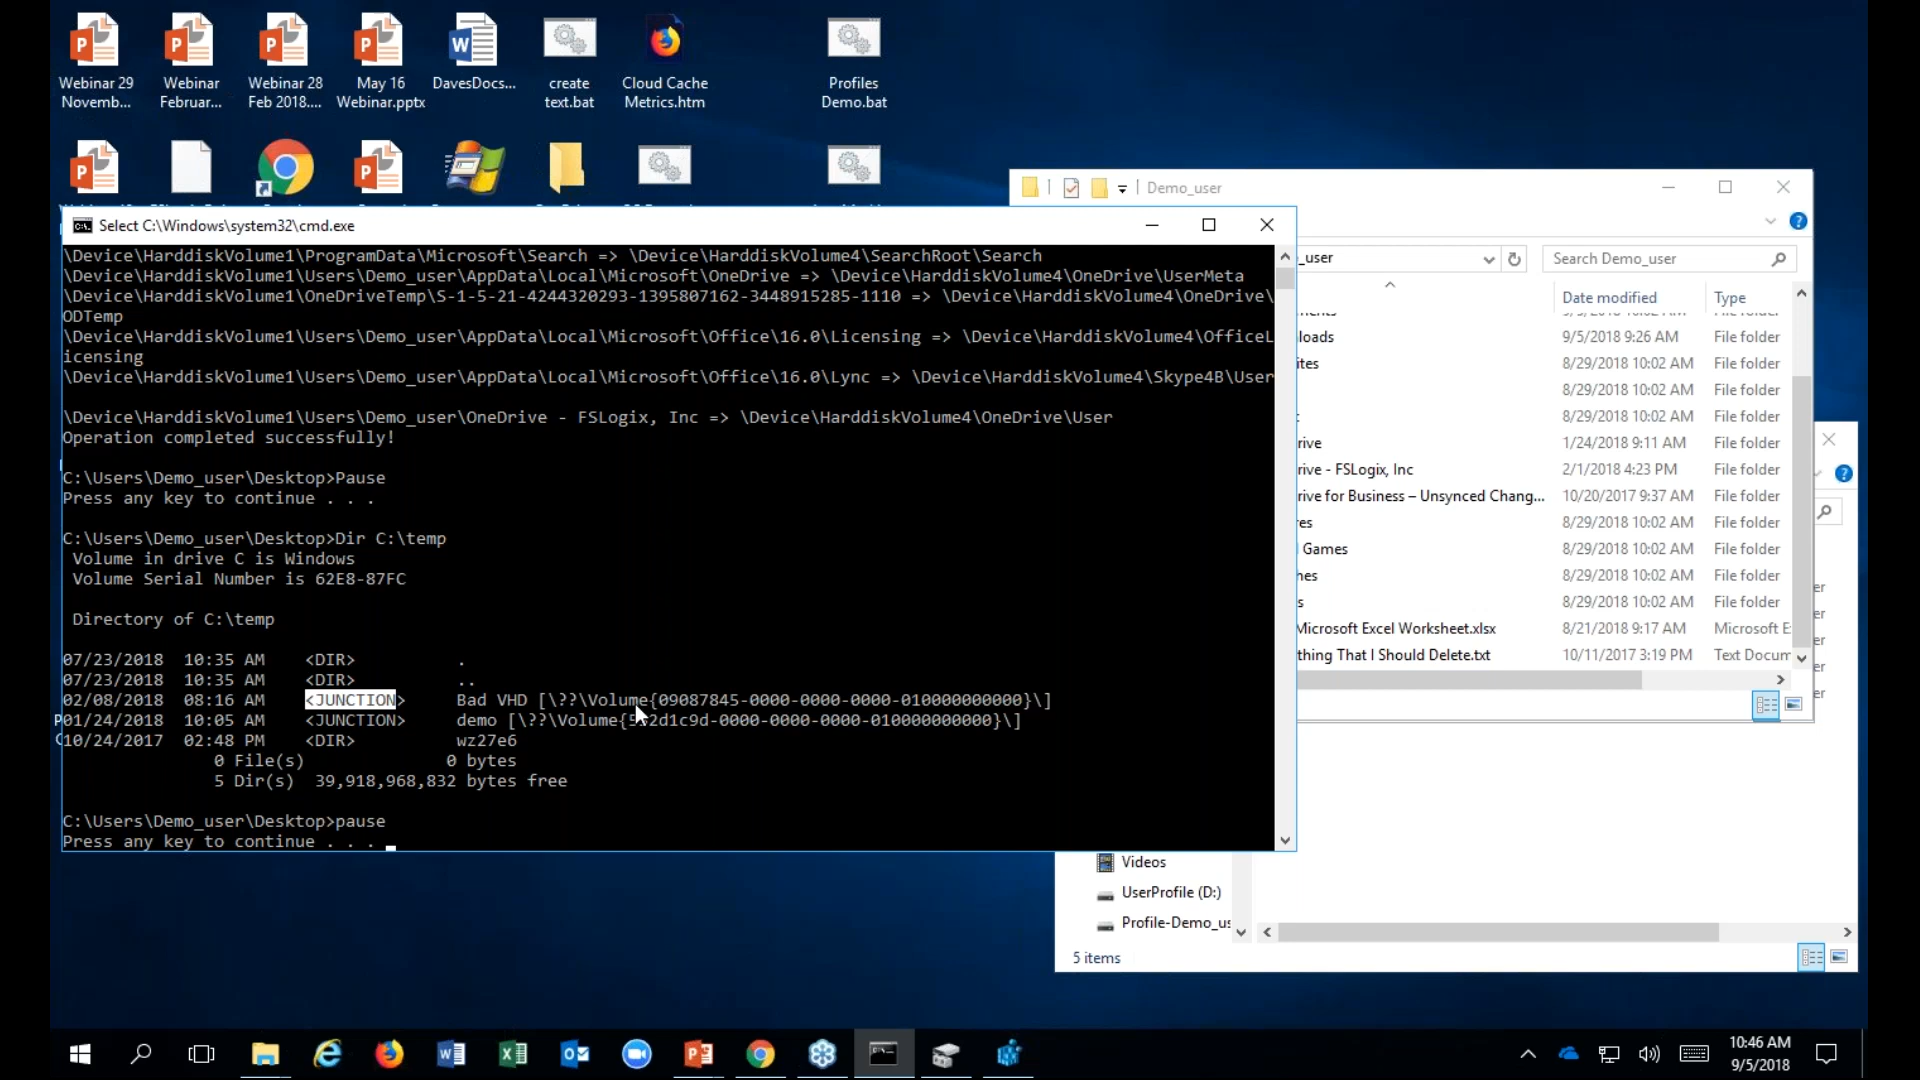 Webinar 29
Novemb...
Webinar
Februar...
Webinar 28
Feb 2018....
May 16
Webinar.pptx
DavesDocs...
create
text.bat
Cloud Cache
Metrics.htm
Profiles
Demo.bat
Select C:\Windows\system32\cmd.exe
\Device\HarddiskVolume1\ProgramData\Microsoft\Search => \Device\HarddiskVolume4\SearchRoot\Search
\Device\HarddiskVolume1\Users\Demo_user\AppData\Local\Microsoft\OneDrive => \Device\HarddiskVolume4\OneDrive\UserMeta
\Device\HarddiskVolume1\OneDriveTemp\S-1-5-21-4244320293-1395807162-3448915285-1110 => \Device\HarddiskVolume4\OneDrive\
ODTemp
\Device\HarddiskVolume1\Users\Demo_user\AppData\Local\Microsoft\Office\16.0\Licensing => \Device\HarddiskVolume4\OfficeL
icensing
\Device\HarddiskVolume1\Users\Demo_user\AppData\Local\Microsoft\Office\16.0\Lync => \Device\HarddiskVolume4\Skype4B\User
\Device\HarddiskVolume1\Users\Demo_user\OneDrive - FSLogix, Inc => \Device\HarddiskVolume4\OneDrive\User
Operation completed successfully!
C:\Users\Demo_user\Desktop>Pause
Press any key to continue . . .
C:\Users\Demo_user\Desktop>Dir C:\temp
Volume in drive C is Windows
Volume Serial Number is 62E8-87FC
Directory of C:\temp
07/23/2018  10:35 AM    <DIR>          .
07/23/2018  10:35 AM    <DIR>          ..
02/08/2018  08:16 AM    <JUNCTION>     Bad VHD [\??\Volume{09087845-0000-0000-0000-010000000000}\]
01/24/2018  10:05 AM    <JUNCTION>     demo [\??\Volume{5 2d1c9d-0000-0000-0000-010000000000}\]
10/24/2017  02:48 PM    <DIR>          wz27e6
0 File(s)              0 bytes
5 Dir(s)  39,918,968,832 bytes free
C:\Users\Demo_user\Desktop>pause
Press any key to continue . . .
Demo_user
_user
Search Demo_user
Date modified Type
loads 9/5/2018 9:26 AM File folder
ites 8/29/2018 10:02 AM File folder
8/29/2018 10:02 AM File folder
8/29/2018 10:02 AM File folder
rive 1/24/2018 9:11 AM File folder
rive - FSLogix, Inc 2/1/2018 4:23 PM File folder
rive for Business – Unsynced Chang... 10/20/2017 9:37 AM File folder
res 8/29/2018 10:02 AM File folder
Games 8/29/2018 10:02 AM File folder
hes 8/29/2018 10:02 AM File folder
s 8/29/2018 10:02 AM File folder
Microsoft Excel Worksheet.xlsx 8/21/2018 9:17 AM Microsoft E
thing That I Should Delete.txt 10/11/2017 3:19 PM Text Docum
er
er
er
er
er
Videos
UserProfile (D:)
Profile-Demo_us
5 items
10:46 AM
9/5/2018